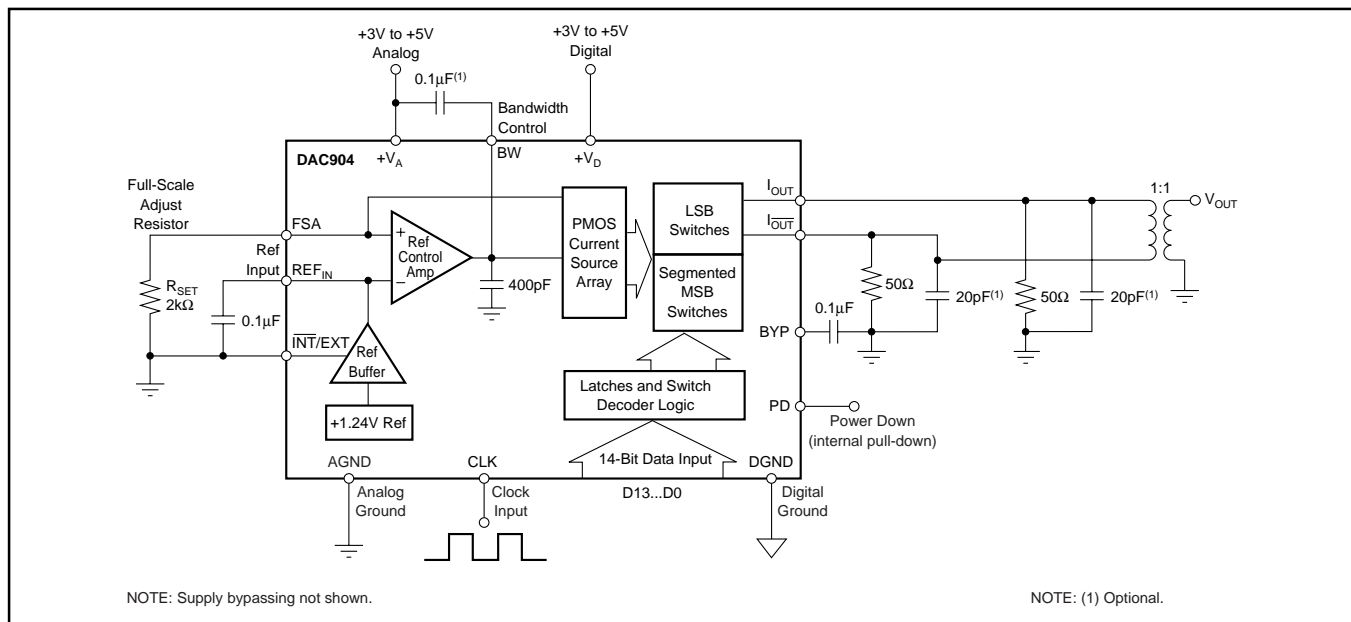 +3V to +5V
Analog
+3V to +5V
Digital
0.1µF(1)
Bandwidth
Control
DAC904
+VA
BW
+VD
Full-Scale
Adjust
Resistor
FSA
Ref
Input
REFIN
RSET
2kΩ
0.1µF
INT/EXT
+
Ref
Control
Amp
–
400pF
Ref
Buffer
+1.24V Ref
PMOS
Current
Source
Array
LSB
Switches
Segmented
MSB
Switches
Latches and Switch
Decoder Logic
14-Bit Data Input
D13...D0
IOUT
IOUT
1:1
VOUT
50Ω
20pF(1)
50Ω
20pF(1)
0.1µF
BYP
PD
Power Down
(internal pull-down)
AGND
Analog
Ground
CLK
Clock
Input
DGND
Digital
Ground
NOTE: Supply bypassing not shown.
NOTE: (1) Optional.